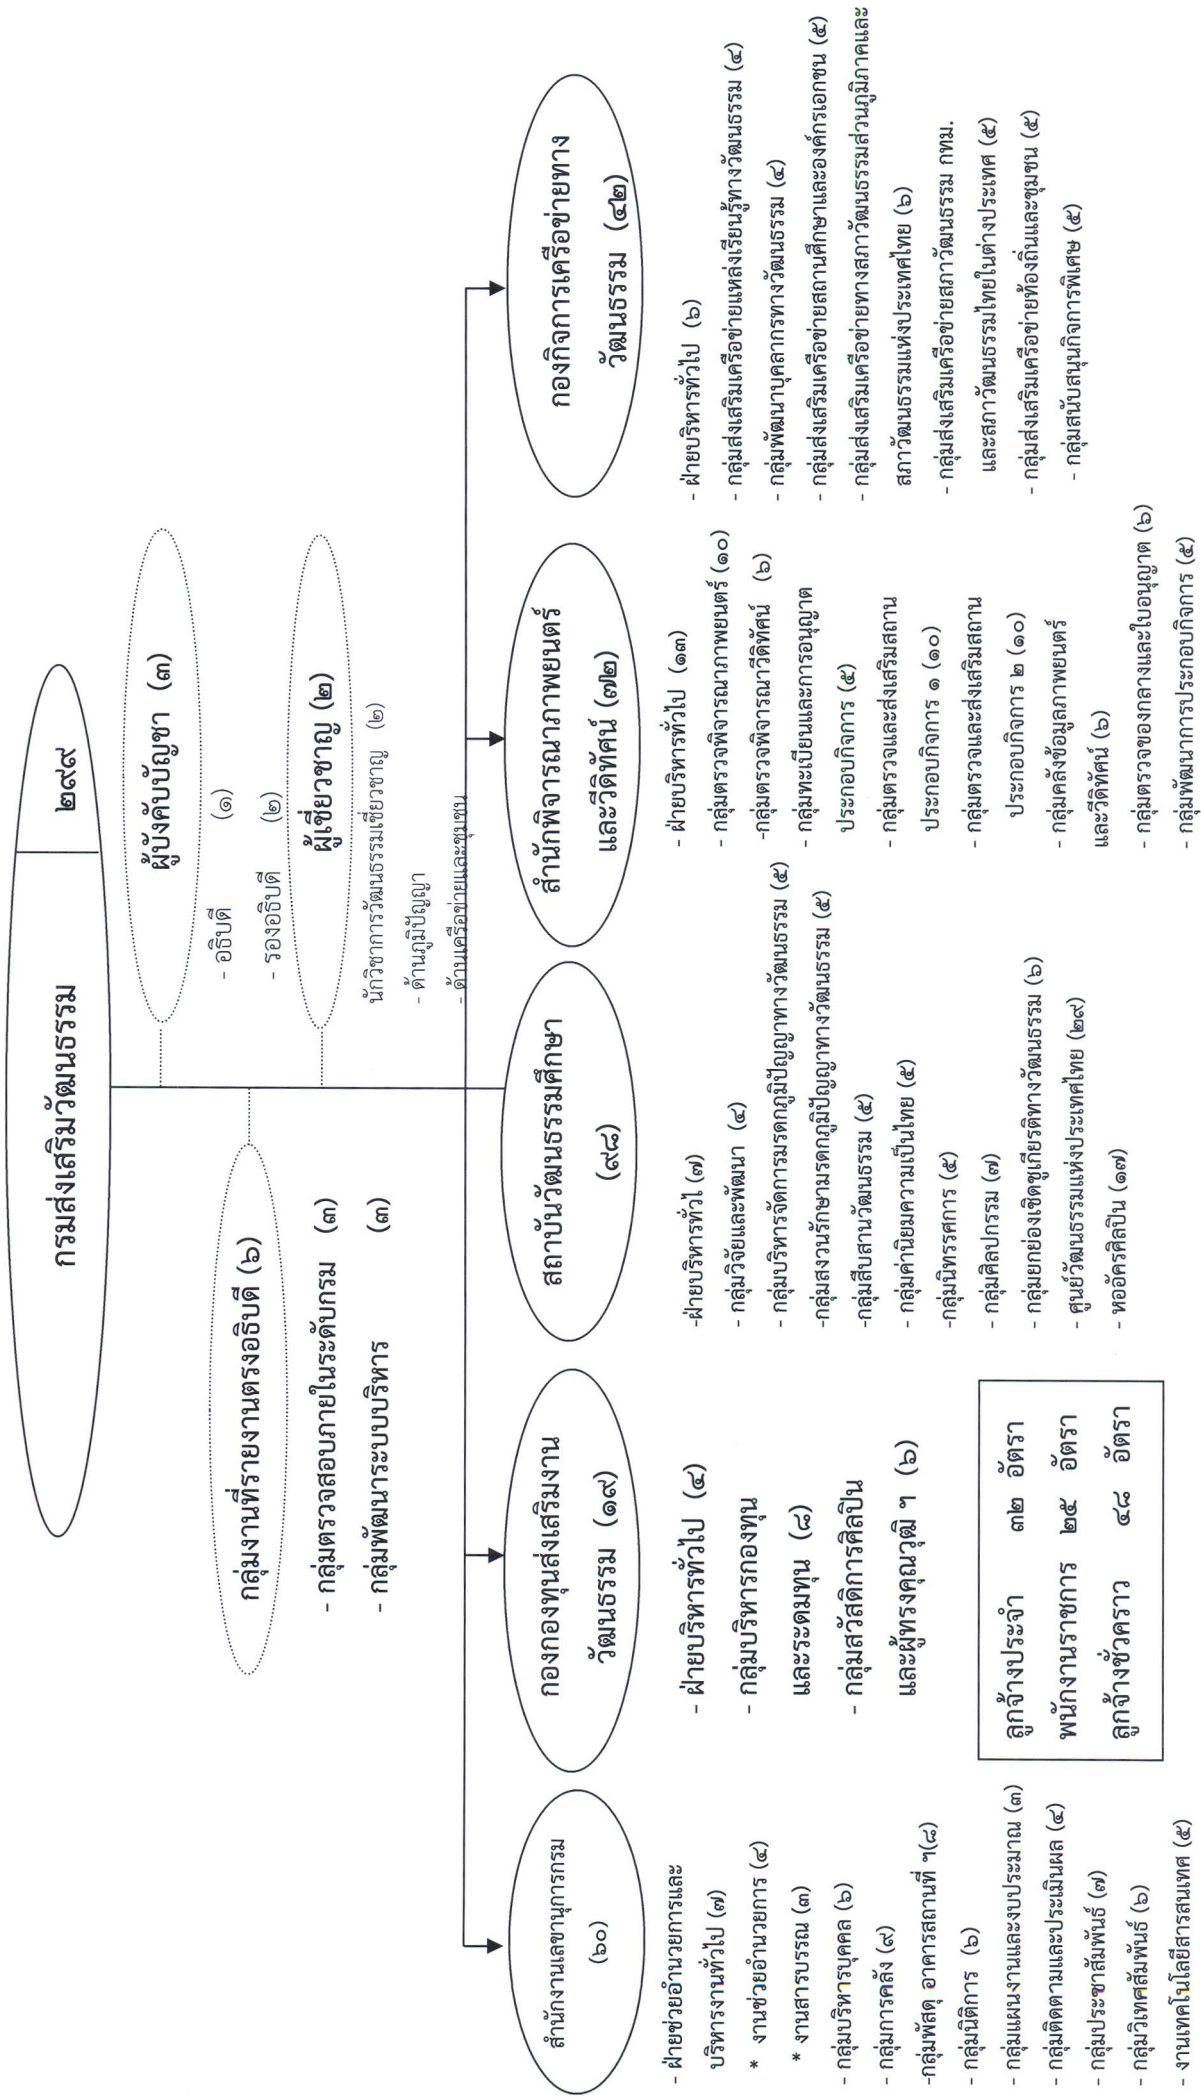 กรมส่งเสริมวัฒนธรรม
๒๙๙
ผู้บังคับบัญชา (๓)
- อธิบดี (๑)
- รองอธิบดี (๒)
กลุ่มงานที่รายงานตรงอธิบดี (๖)
- กลุ่มตรวจสอบภายในระดับกรม (๓)
- กลุ่มพัฒนาระบบบริหาร (๓)
ผู้เชี่ยวชาญ (๒)
นักวิชาการวัฒนธรรมเชี่ยวชาญ (๒)
- ด้านภูมิปัญญา
- ด้านเครือข่ายและชุมชน
สำนักงานเลขานุการกรม
(๖๐)
- ฝ่ายช่วยอำนวยการและ
บริหารงานทั่วไป (๗)
* งานช่วยอำนวยการ (๔)
* งานสารบรรณ (๓)
- กลุ่มบริหารบุคคล (๖)
- กลุ่มการคลัง (๙)
-กลุ่มพัสดุ อาคารสถานที่ ฯ(๘)
- กลุ่มนิติการ (๖)
- กลุ่มแผนงานและงบประมาณ (๓)
- กลุ่มติดตามและประเมินผล (๔)
- กลุ่มประชาสัมพันธ์ (๗)
- กลุ่มวิเทศสัมพันธ์ (๖)
- งานเทคโนโลยีสารสนเทศ (๕)
กองกองทุนส่งเสริมงาน
วัฒนธรรม (๑๙)
- ฝ่ายบริหารทั่วไป (๔)
- กลุ่มบริหารกองทุน
และระดมทุน (๘)
- กลุ่มสวัสดิการศิลปิน
และผู้ทรงคุณวุฒิ ฯ (๖)
ลูกจ้างประจำ ๓๒ อัตรา
พนักงานราชการ ๒๕ อัตรา
ลูกจ้างชั่วคราว ๔๘ อัตรา
สถาบันวัฒนธรรมศึกษา
(๙๘)
-ฝ่ายบริหารทั่วไ (๗)
- กลุ่มวิจัยและพัฒนา (๔)
- กลุ่มบริหารจัดการมรดกภูมิปัญญาทางวัฒนธรรม (๕)
-กลุ่มสงวนรักษามรดกภูมิปัญญาทางวัฒนธรรม (๕)
-กลุ่มสืบสานวัฒนธรรม (๕)
- กลุ่มค่านิยมความเป็นไทย (๕)
-กลุ่มนิทรรศการ (๕)
- กลุ่มศิลปกรรม (๗)
- กลุ่มยกย่องเชิดชูเกียรติทางวัฒนธรรม (๖)
- ศูนย์วัฒนธรรมแห่งประเทศไทย (๒๙)
- หออัครศิลปิน (๑๗)
สำนักพิจารณาภาพยนตร์
และวีดิทัศน์ (๗๒)
- ฝ่ายบริหารทั่วไป (๑๓)
- กลุ่มตรวจพิจารณาภาพยนตร์ (๑๐)
-กลุ่มตรวจพิจารณาวีดิทัศน์ (๖)
- กลุ่มทะเบียนและการอนุญาต
ประกอบกิจการ (๕)
- กลุ่มตรวจและส่งเสริมสถาน
ประกอบกิจการ ๑ (๑๐)
- กลุ่มตรวจและส่งเสริมสถาน
ประกอบกิจการ ๒ (๑๐)
- กลุ่มคลังข้อมูลภาพยนตร์
และวีดิทัศน์ (๖)
- กลุ่มตรวจของกลางและใบอนุญาต (๖)
- กลุ่มพัฒนาการประกอบกิจการ (๕)
กองกิจการเครือข่ายทาง
วัฒนธรรม (๔๒)
- ฝ่ายบริหารทั่วไป (๖)
- กลุ่มส่งเสริมเครือข่ายแหล่งเรียนรู้ทางวัฒนธรรม (๔)
- กลุ่มพัฒนาบุคลากรทางวัฒนธรรม (๔)
- กลุ่มส่งเสริมเครือข่ายสถานศึกษาและองค์กรเอกชน (๕)
- กลุ่มส่งเสริมเครือข่ายทางสภาวัฒนธรรมส่วนภูมิภาคและ
สภาวัฒนธรรมแห่งประเทศไทย (๖)
- กลุ่มส่งเสริมเครือข่ายสภาวัฒนธรรม กทม.
และสภาวัฒนธรรมไทยในต่างประเทศ (๕)
- กลุ่มส่งเสริมเครือข่ายท้องถิ่นและชุมชน (๕)
- กลุ่มสนับสนุนกิจการพิเศษ (๕)